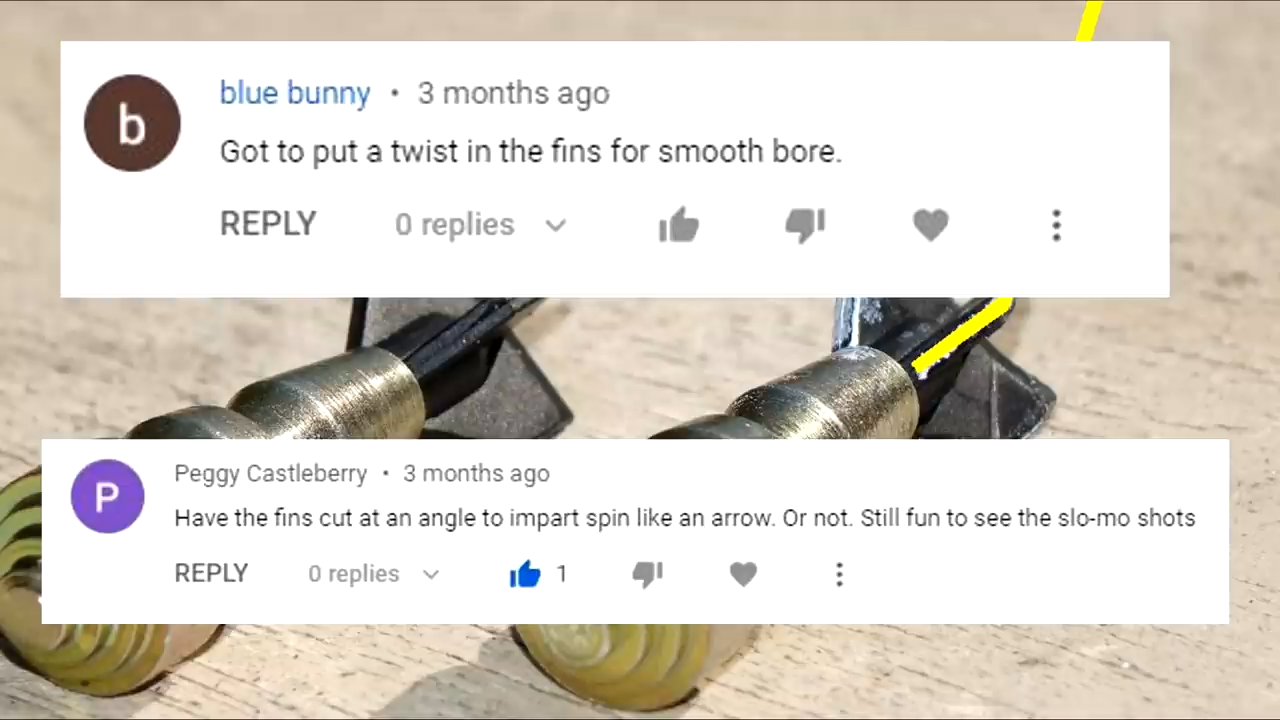 b
blue bunny • 3 months ago
Got to put a twist in the fins for smooth bore.
REPLY 0 replies
P
Peggy Castleberry • 3 months ago
Have the fins cut at an angle to impart spin like an arrow. Or not. Still fun to see the slo-mo shots
REPLY 0 replies 1